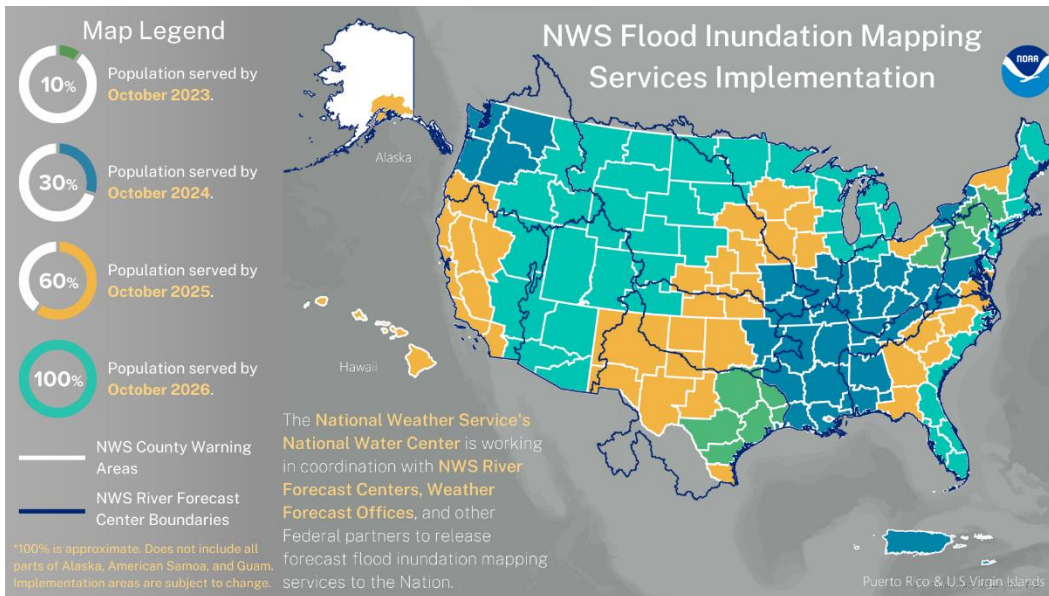 Map Legend
10%
Population served by
October 2023.
30%
Population served by
October 2024.
60%
Population served by
October 2025.
100%
Population served by
October 2026.
NWS County Warning
Areas
NWS River Forecast
Center Boundaries
*100% is approximate. Does not include all
parts of Alaska, American Samoa, and Guam.
Implementation areas are subject to change.
NWS Flood Inundation Mapping
Services Implementation
NOAA
Alaska
Hawaii
The National Weather Service's
National Water Center is working
in coordination with NWS River
Forecast Centers, Weather
Forecast Offices, and other
Federal partners to release
forecast flood inundation mapping
services to the Nation.
Puerto Rico & U.S Virgin Islands